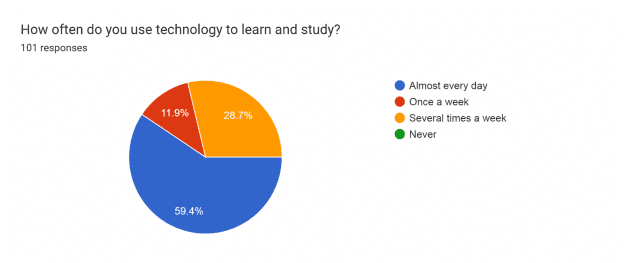 How often do you use technology to learn and study?
101 responses
Almost every day
Once a week
Several times a week
Never
11.9%
28.7%
59.4%